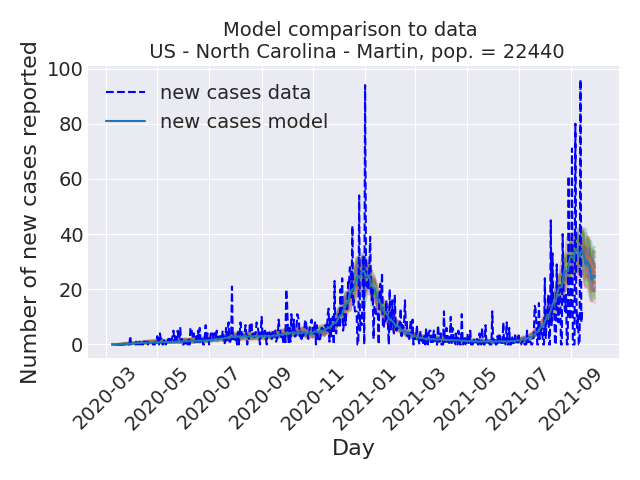 Model comparison to data
US - North Carolina - Martin, pop. = 22440
Number of new cases reported
100
80
60
40
20
0
new cases data
new cases model
2020-03
2020-05
2020-07
2020-09
2020-11
2021-01
2021-03
2021-05
2021-07
2021-09
Day